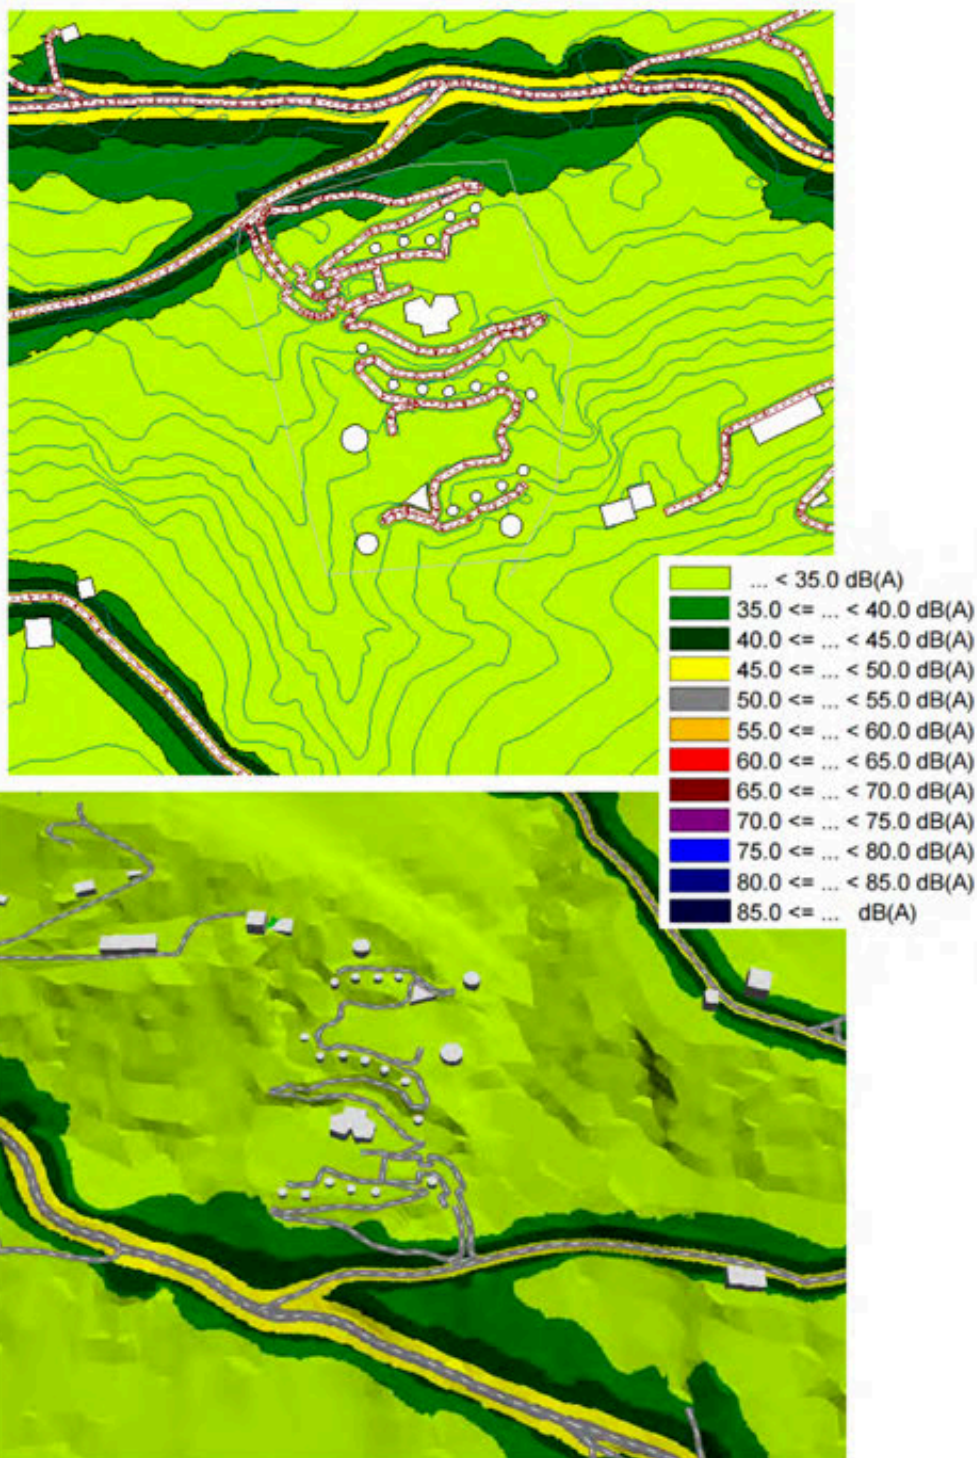 ... < 35.0 dB(A)
35.0 <= ... < 40.0 dB(A)
40.0 <= ... < 45.0 dB(A)
45.0 <= ... < 50.0 dB(A)
50.0 <= ... < 55.0 dB(A)
55.0 <= ... < 60.0 dB(A)
60.0 <= ... < 65.0 dB(A)
65.0 <= ... < 70.0 dB(A)
70.0 <= ... < 75.0 dB(A)
75.0 <= ... < 80.0 dB(A)
80.0 <= ... < 85.0 dB(A)
85.0 <= ... dB(A)